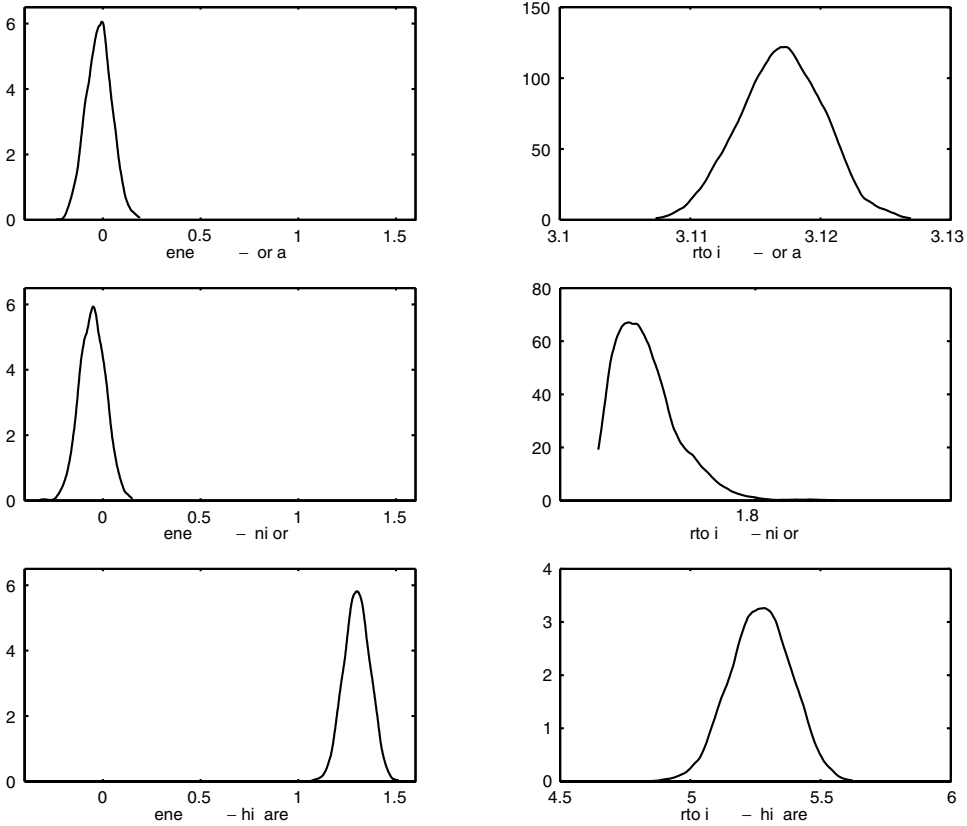 6
4
2
0
0 0.5 1 1.5
ene – or a
150
100
50
0
3.1 3.11 3.12 3.13
rto i – or a
6
4
2
0
0 0.5 1 1.5
ene – ni or
80
60
40
20
0
1.8
rto i – ni or
6
4
2
0
0 0.5 1 1.5
ene – hi are
4
3
2
1
0
4.5 5 5.5 6
rto i – hi are